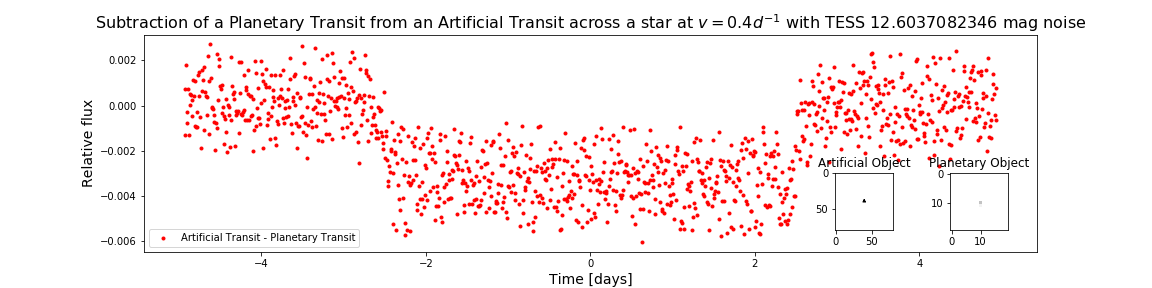 Subtraction of a Planetary Transit from an Artificial Transit across a star at v = 0.4d⁻¹ with TESS 12.6037082346 mag noise
Relative flux
0.002
0.000
−0.002
−0.004
−0.006
Artificial Transit - Planetary Transit
Artificial Object
0
50
0 50
Planetary Object
0
10
0 10
−4 −2 0 2 4
Time [days]